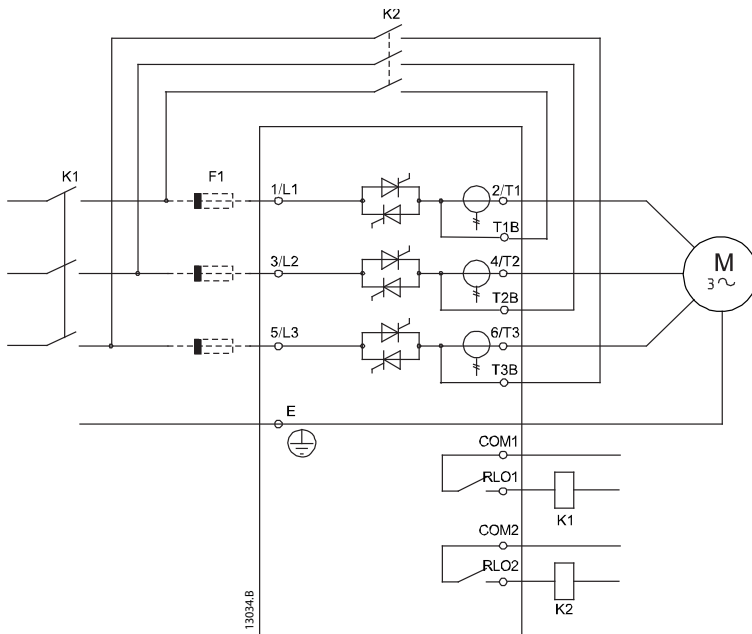 K2
K1
F1
1/L1
2/T1
T1B
3/L2
4/T2
T2B
M
3
5/L3
6/T3
T3B
E
COM1
RLO1
K1
COM2
RLO2
K2
13034.B